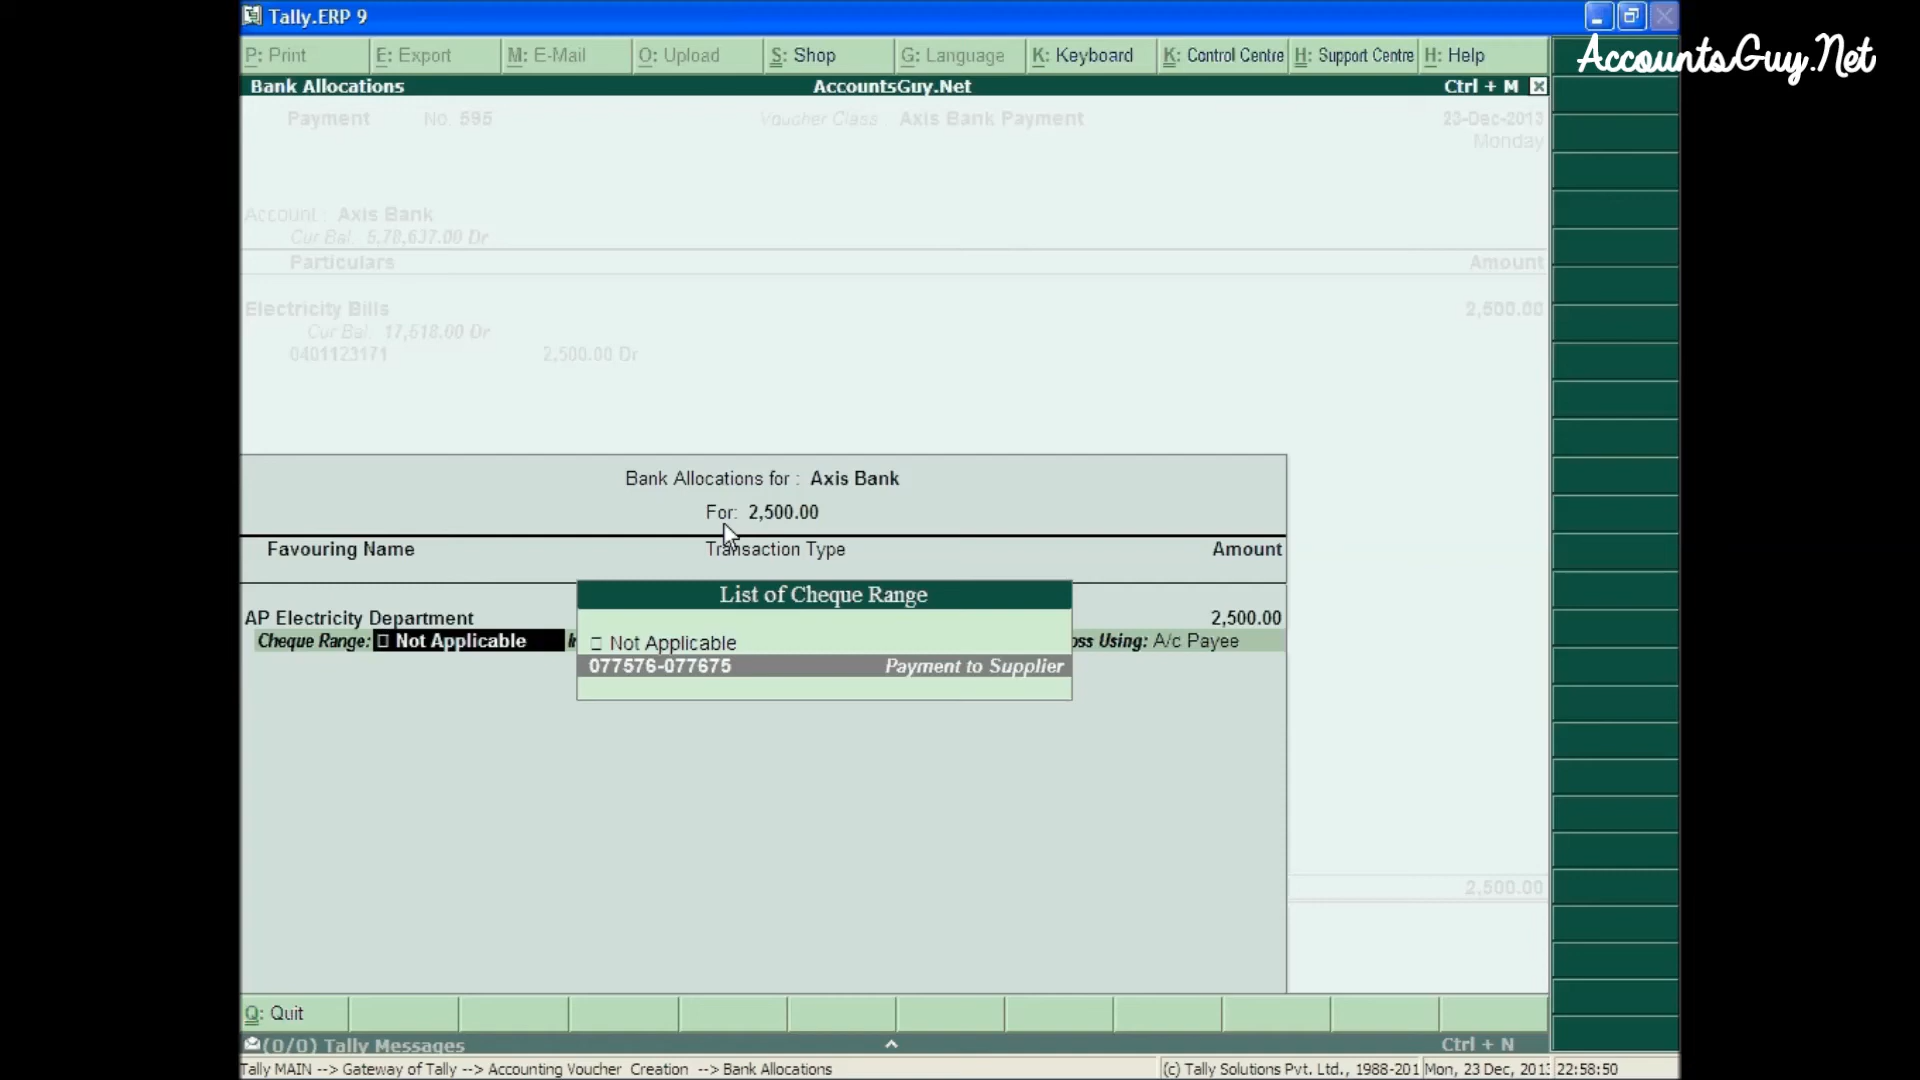 Tally.ERP 9
AccountsGuy.Net
P: Print E: Export M: E-Mail O: Upload S: Shop G: Language K: Keyboard K: Control Centre H: Support Centre H: Help
Bank Allocations AccountsGuy.Net Ctrl + M
Payment No. 595 Voucher Class Axis Bank Payment 23-Dec-2013
Monday
Account : Axis Bank
Cur Bal: 5,78,637.00 Dr
Particulars Amount
Electricity Bills 2,500.00
Cur Bal: 17,518.00 Dr
0401123171 2,500.00 Dr
Bank Allocations for : Axis Bank
For: 2,500.00
Favouring Name Transaction Type Amount
List of Cheque Range
AP Electricity Department 2,500.00
Cheque Range: Not Applicable Not Applicable oss Using: A/c Payee
077576-077675 Payment to Supplier
2,500.00
Q: Quit
(0/0) Tally Messages Ctrl + N
Tally MAIN --> Gateway of Tally --> Accounting Voucher Creation --> Bank Allocations (c) Tally Solutions Pvt. Ltd., 1988-201 Mon, 23 Dec, 201 22:58:50